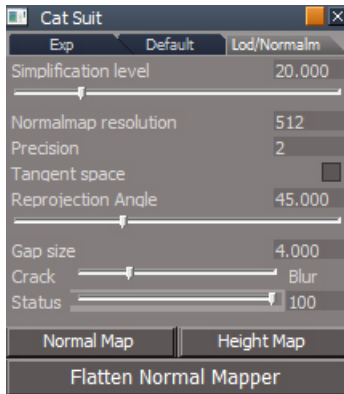 Cat Suit
Exp Default Lod/Normalm
Simplification level 20.000
Normalmap resolution 512
Precision 2
Tangent space
Reprojection Angle 45.000
Gap size 4.000
Crack Blur
Status 100
Normal Map Height Map
Flatten Normal Mapper